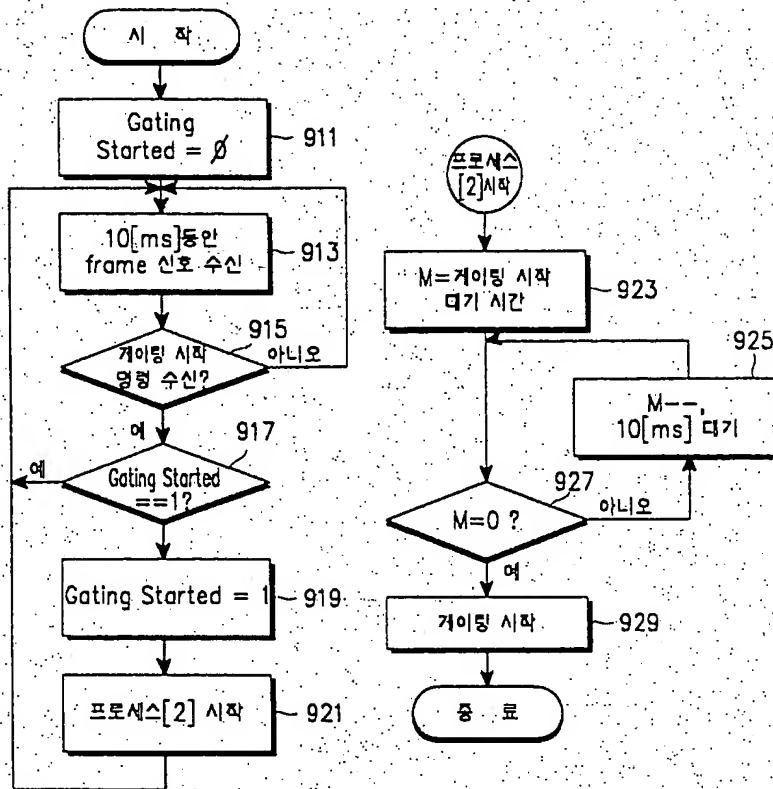 시 작
Gating
Started = 0
911
10[ms]동안
frame 신호 수신
913
915
게이팅 시작
명령 수신?
아니오
예
917
예
Gating Started
==1?
Gating Started = 1
919
프로세스[2] 시작
921
프로세스
[2]시작
M=게이팅 시작
대기 시간
923
925
M--,
10[ms] 대기
927
M=0 ?
아니오
예
게이팅 시작
929
종 료